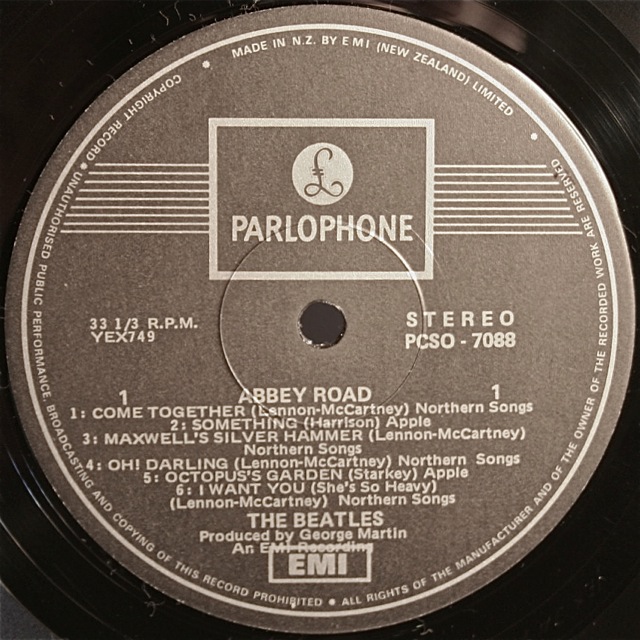 MADE IN N.Z. BY EMI (NEW ZEALAND) LIMITED
£
PARLOPHONE
33 1/3 R.P.M.
YEX749
STEREO
PCSO - 7088
1
ABBEY ROAD
1
1: COME TOGETHER (Lennon-McCartney) Northern Songs
2: SOMETHING (Harrison) Apple
3: MAXWELL'S SILVER HAMMER (Lennon-McCartney)
Northern Songs
4: OH! DARLING (Lennon-McCartney) Northern Songs
5: OCTOPUS'S GARDEN (Starkey) Apple
6: I WANT YOU (She's So Heavy)
(Lennon-McCartney) Northern Songs
THE BEATLES
Produced by George Martin
An EMI Recording
EMI
COPYRIGHT RECORD • UNAUTHORISED PUBLIC PERFORMANCE, BROADCASTING AND COPYING OF THIS RECORD PROHIBITED • ALL RIGHTS OF THE MANUFACTURER AND OF THE OWNER OF THE RECORDED WORK ARE RESERVED